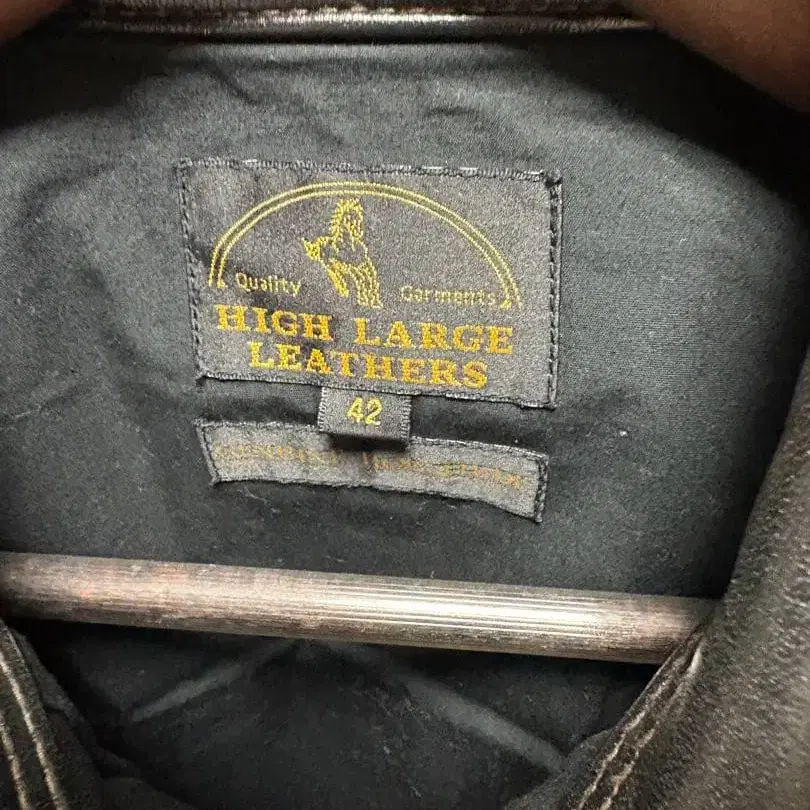 Quality Garments
HIGH LARGE
LEATHERS
42